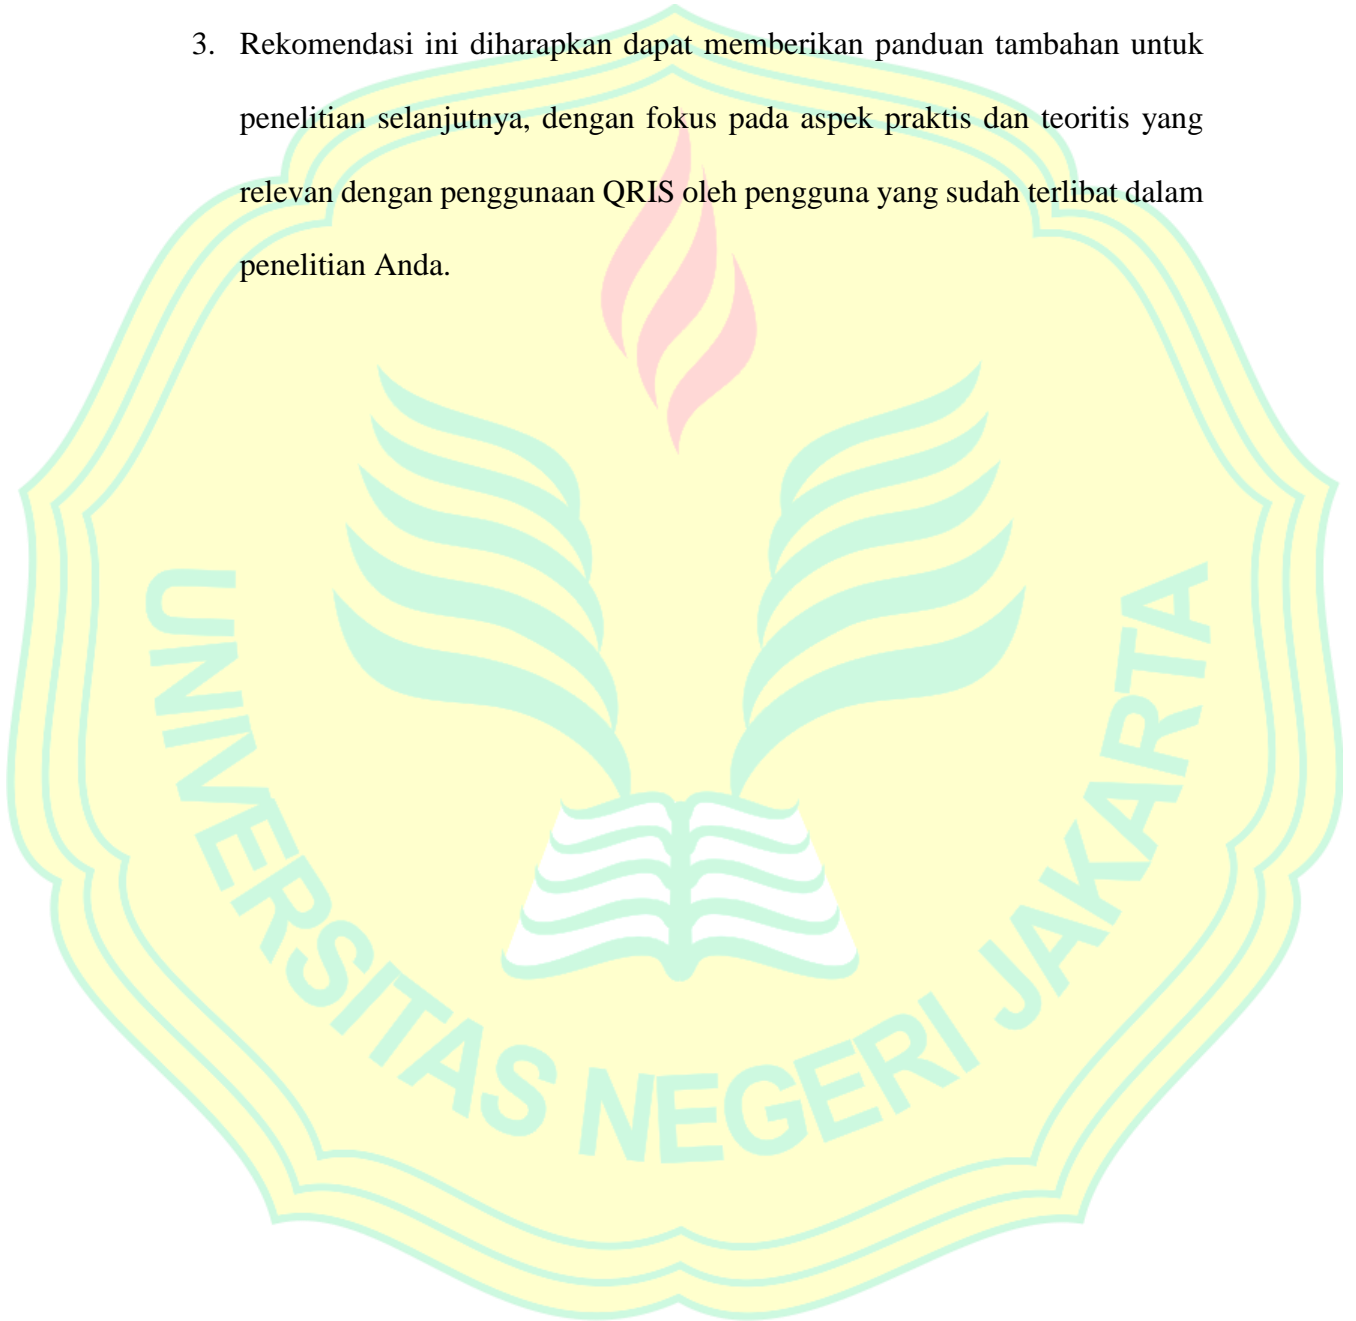 3. Rekomendasi ini diharapkan dapat memberikan panduan tambahan untuk
penelitian selanjutnya, dengan fokus pada aspek praktis dan teoritis yang
relevan dengan penggunaan QRIS oleh pengguna yang sudah terlibat dalam
penelitian Anda.
UNIVERSITAS NEGERI JAKARTA